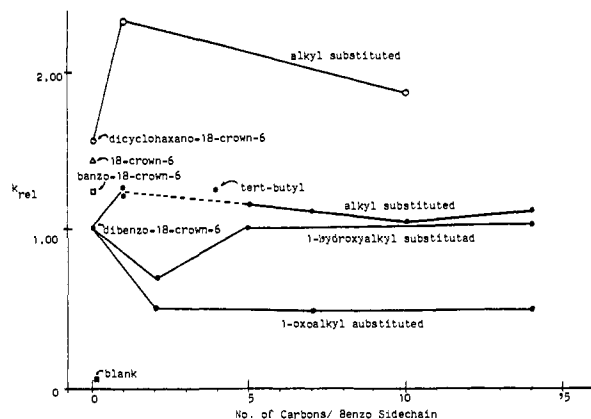 alkyl substituted
2,00
dicyclohaxano=18-crown-6
18=crown-6
banzo=18-crown-6
krel
tert-butyl
alkyl substituted
1.00
dibenzo=18=crown=6
1-hydroxyalkyl substitutad
1-oxoalkyl substituted
blank
0
0 5 10 15
No. of Carbons/ Benzo Sidechain